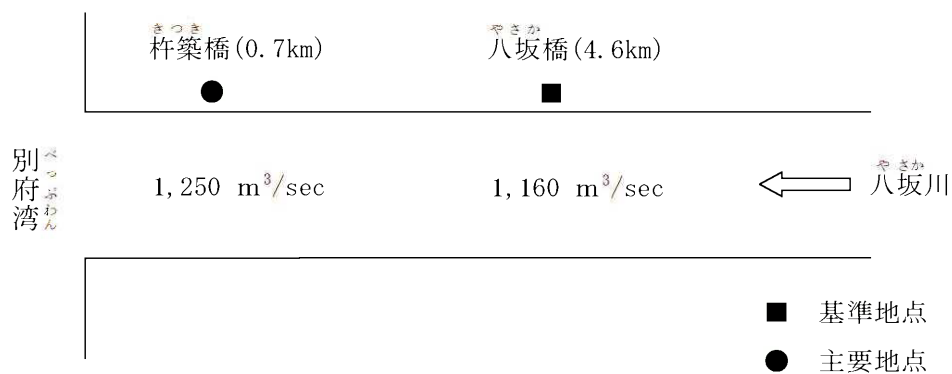 きつき
杵築橋(0.7km)
やさか
八坂橋(4.6km)
別府湾
べっぷわん
1,250 m³/sec
1,160 m³/sec
やさか
八坂川
■ 基準地点
● 主要地点